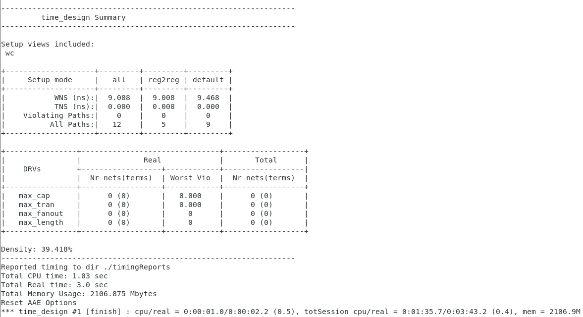 ------------------------------------------------------------------
time_design Summary
------------------------------------------------------------------
Setup views included:
wc
+--------------------+---------+---------+---------+
| Setup mode | all | reg2reg | default |
+--------------------+---------+---------+---------+
| WNS (ns):| 9.008 | 9.008 | 9.468 |
| TNS (ns):| 0.000 | 0.000 | 0.000 |
| Violating Paths:| 0 | 0 | 0 |
| All Paths:| 12 | 5 | 9 |
+--------------------+---------+---------+---------+
+----------------+-------------------------------+------------------+
| | Real | Total |
| DRVs +------------------+------------+------------------|
| | Nr nets(terms) | Worst Vio | Nr nets(terms) |
+----------------+------------------+------------+------------------+
| max_cap | 0 (0) | 0.000 | 0 (0) |
| max_tran | 0 (0) | 0.000 | 0 (0) |
| max_fanout | 0 (0) | 0 | 0 (0) |
| max_length | 0 (0) | 0 | 0 (0) |
+----------------+------------------+------------+------------------+
Density: 39.418%
------------------------------------------------------------------
Reported timing to dir ./timingReports
Total CPU time: 1.03 sec
Total Real time: 3.0 sec
Total Memory Usage: 2106.875 Mbytes
Reset AAE Options
*** time_design #1 [finish] : cpu/real = 0:00:01.0/0:00:02.2 (0.5), totSession cpu/real = 0:01:35.7/0:03:43.2 (0.4), mem = 2106.9M